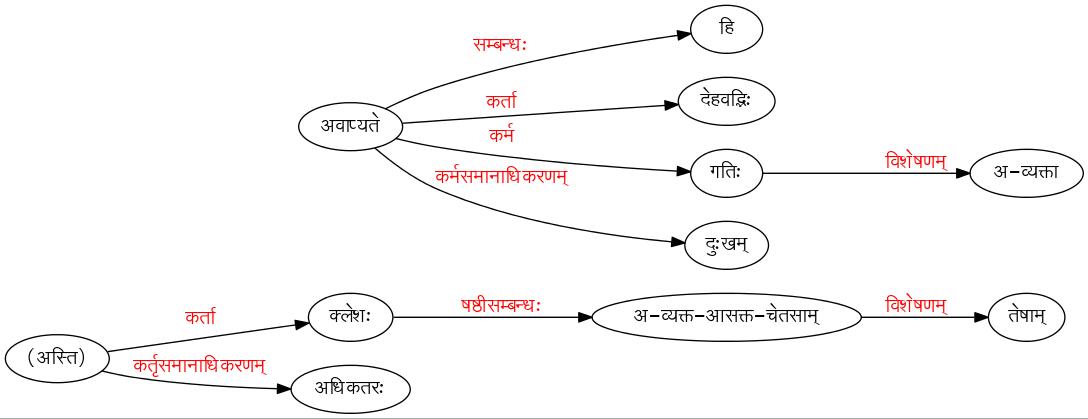 हि
सम्बन्धः
कर्ता
देहवद्भिः
अवाप्यते
कर्म
विशेषणम्
गतिः
अ-व्यक्ता
कर्मसमानाधिकरणम्
दुःखम्
षष्ठीसम्बन्धः
विशेषणम्
कर्ता
क्लेशः
अ-व्यक्त-आसक्त-चेतसाम्
तेषाम्
(अस्ति)
कर्तृसमानाधिकरणम्
अधिकतरः